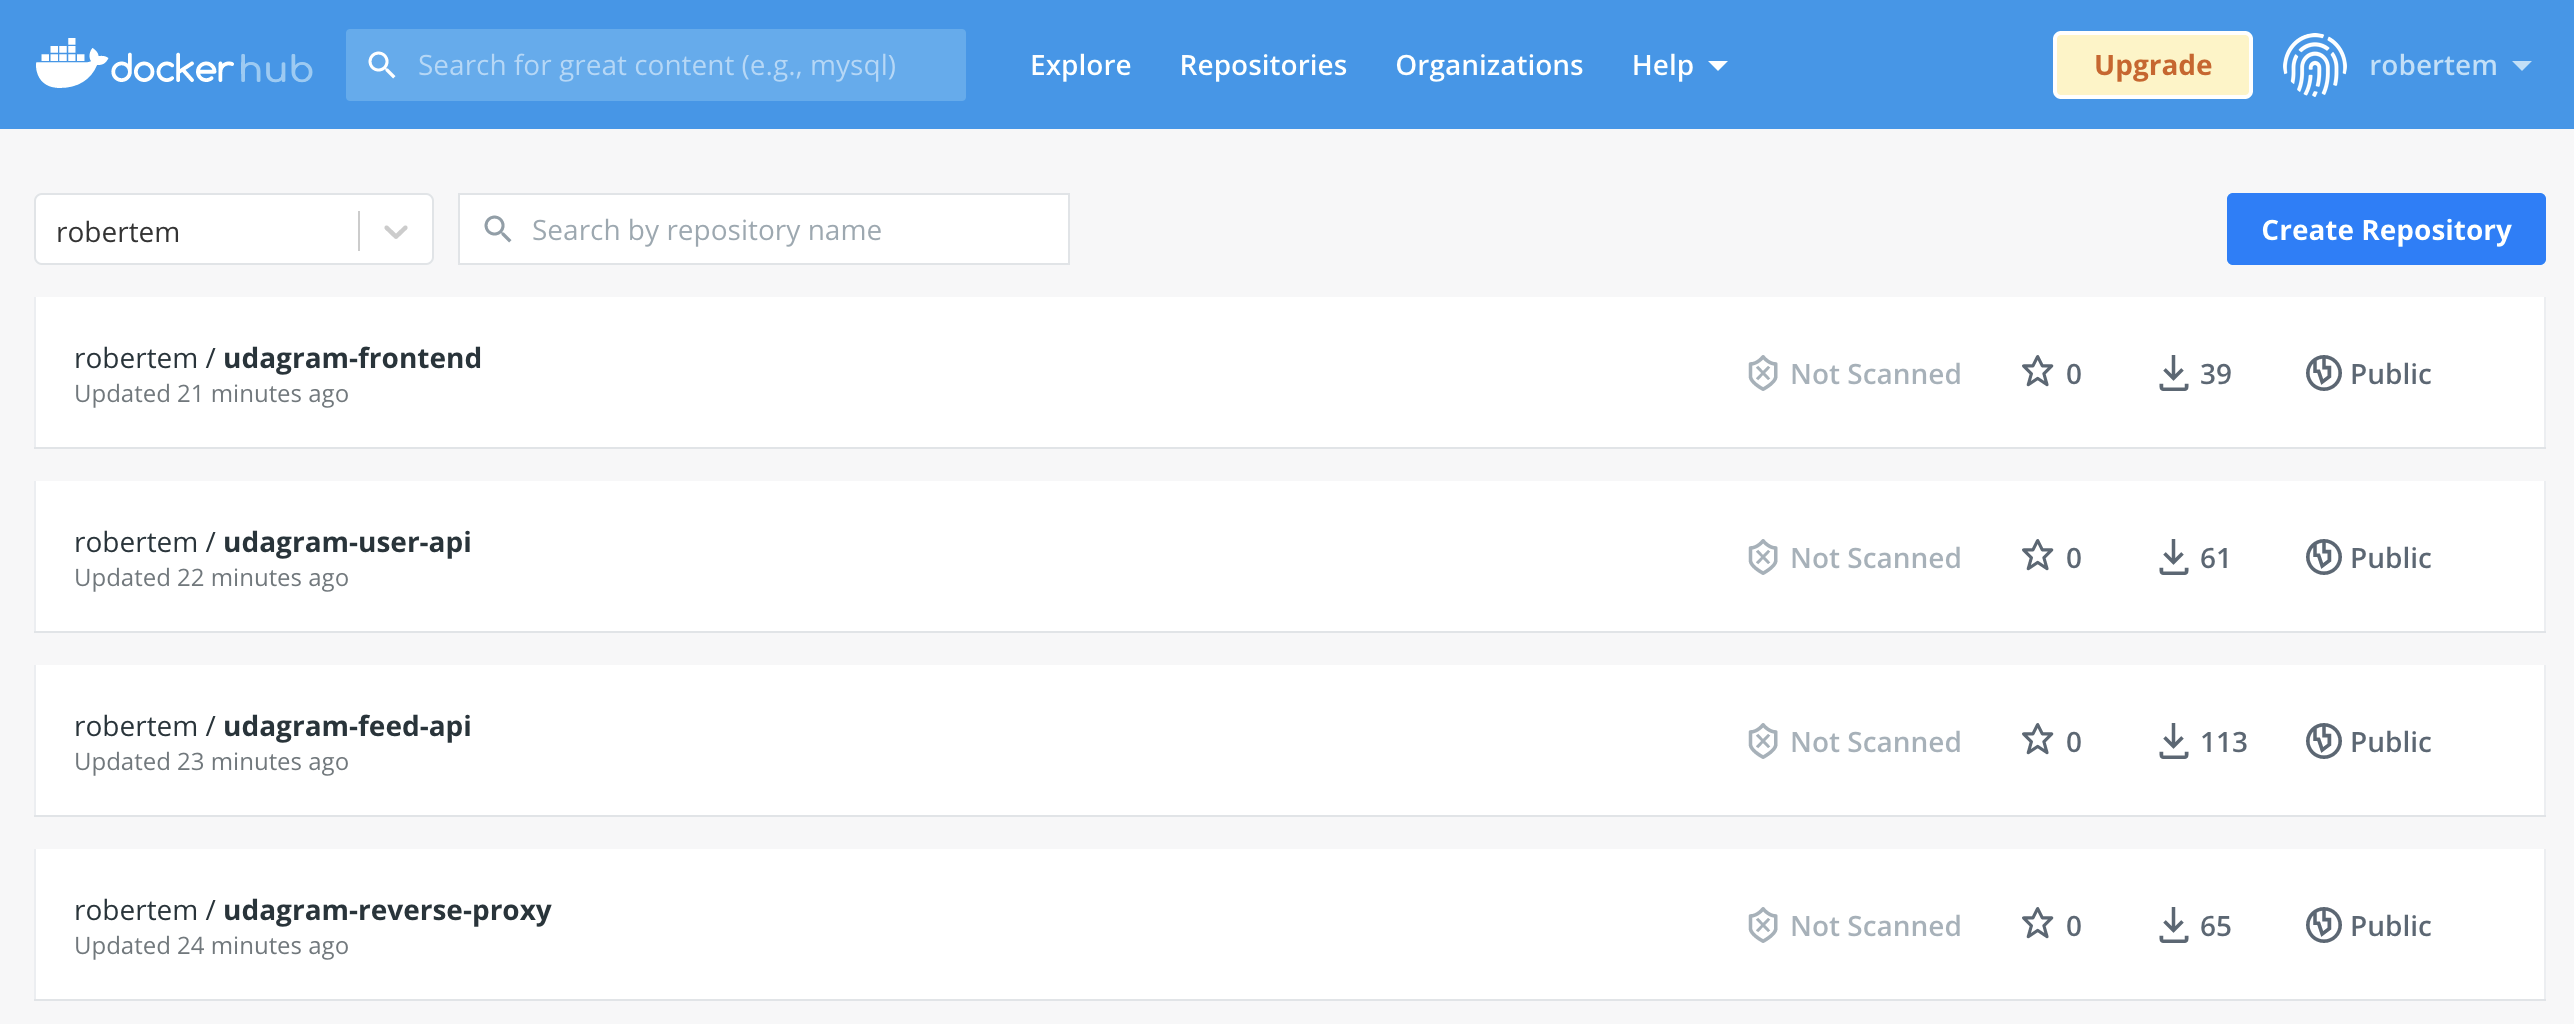 docker hub
Search for great content (e.g., mysql)
Explore
Repositories
Organizations
Help
Upgrade
robertem
robertem
Search by repository name
Create Repository
robertem / udagram-frontend
Updated 21 minutes ago
Not Scanned
0
39
Public
robertem / udagram-user-api
Updated 22 minutes ago
Not Scanned
0
61
Public
robertem / udagram-feed-api
Updated 23 minutes ago
Not Scanned
0
113
Public
robertem / udagram-reverse-proxy
Updated 24 minutes ago
Not Scanned
0
65
Public